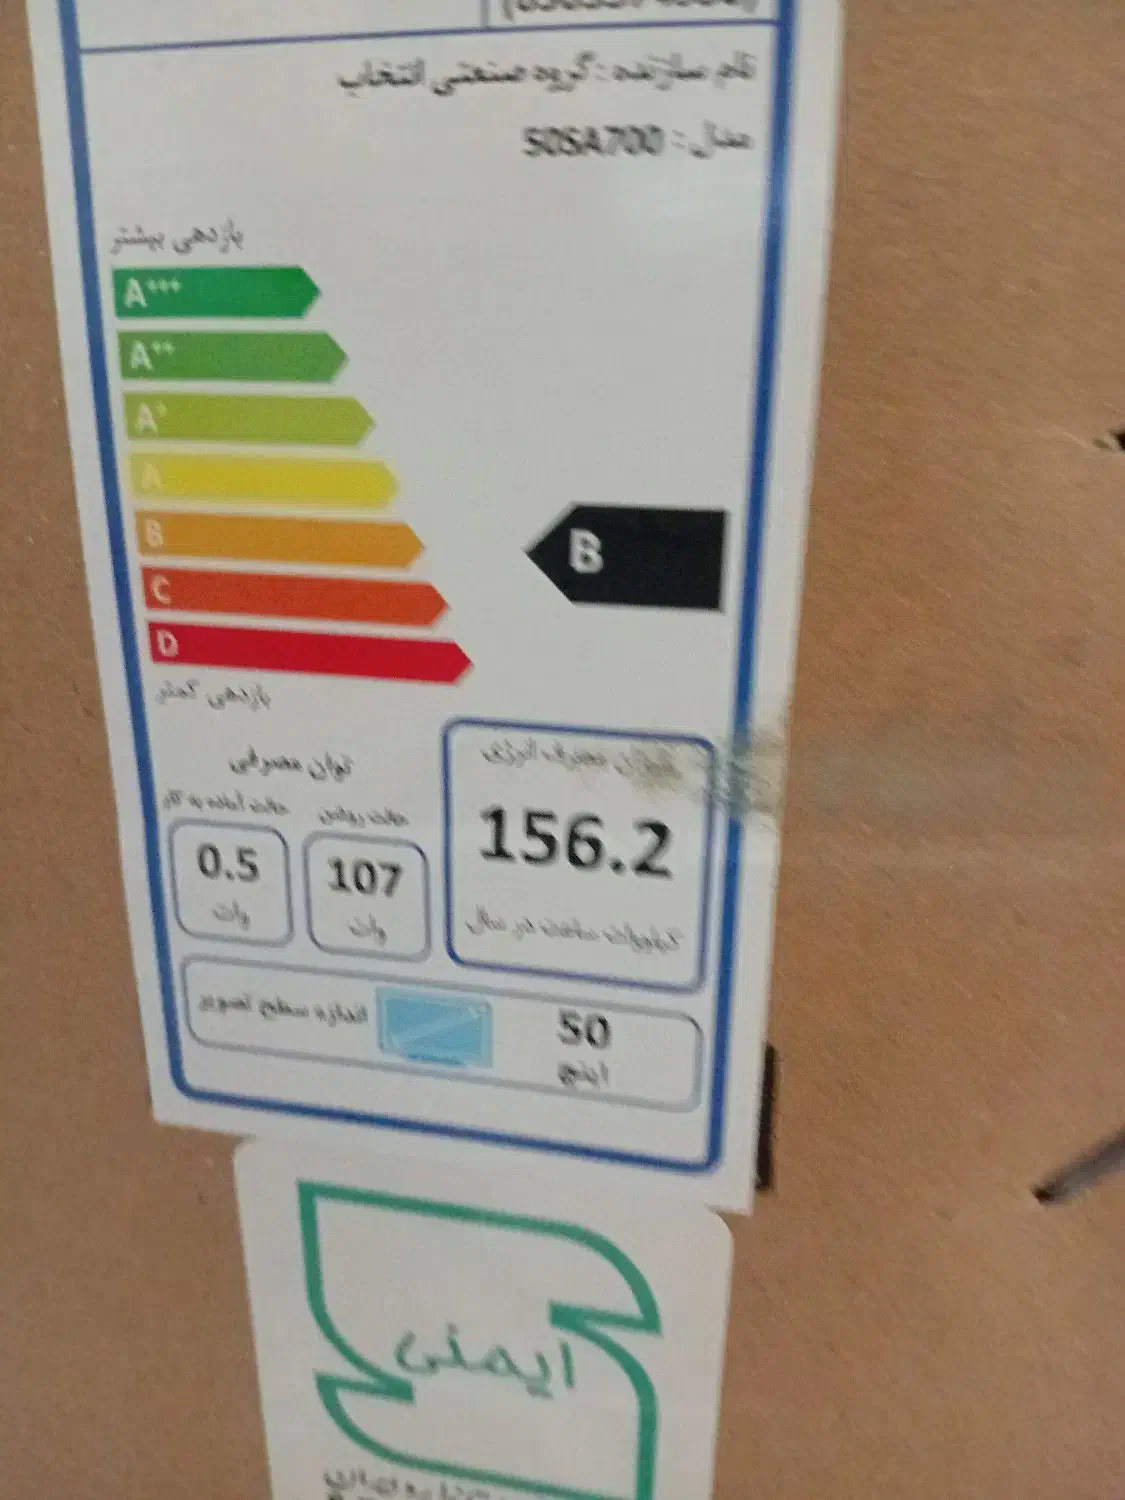 نام سازنده : گروه صنعتی انتخاب
مدل : 50SA700
بازدهی بیشتر
A+++
A++
A+
A
B
B
C
D
بازدهی کمتر
میزان مصرف انرژی
156.2
کیلووات ساعت در سال
توان مصرفی
حالت روشن
107
وات
حالت آماده به کار
0.5
وات
اندازه سطح تصویر
50
اینچ
ایمنی